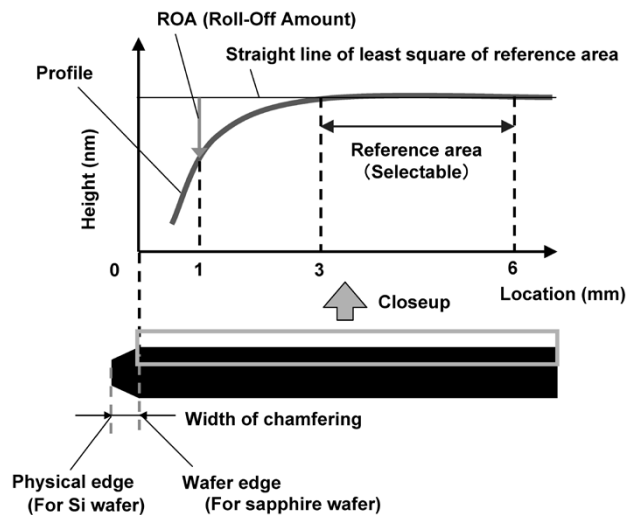 ROA (Roll-Off Amount)
Straight line of least square of reference area
Profile
Reference area
（Selectable）
Height (nm)
0
1
3
6
Location (mm)
Closeup
Width of chamfering
Physical edge
(For Si wafer)
Wafer edge
(For sapphire wafer)